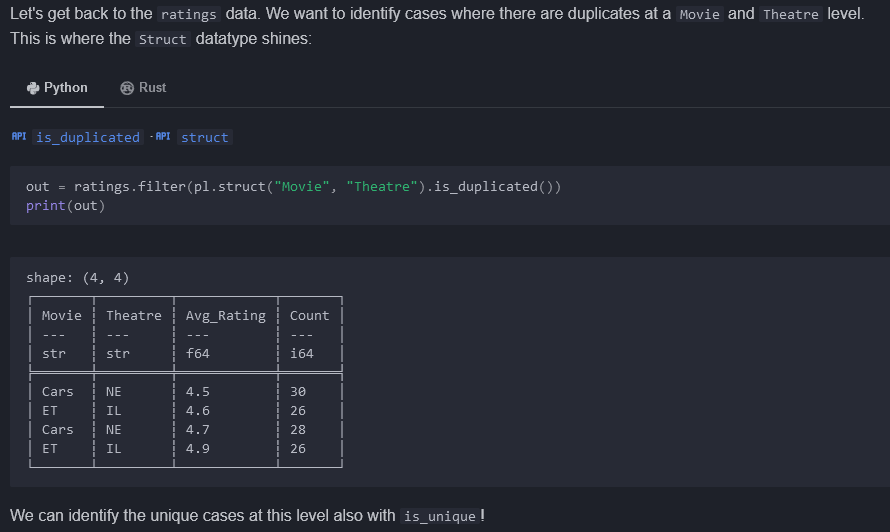 Let's get back to the ratings data. We want to identify cases where there are duplicates at a Movie and Theatre level.
This is where the Struct datatype shines:
Python Rust
API is_duplicated · API struct
out = ratings.filter(pl.struct("Movie", "Theatre").is_duplicated())
print(out)
shape: (4, 4)
Movie Theatre Avg_Rating Count
--- --- --- ---
str str f64 i64
Cars NE 4.5 30
ET IL 4.6 26
Cars NE 4.7 28
ET IL 4.9 26
We can identify the unique cases at this level also with is_unique!